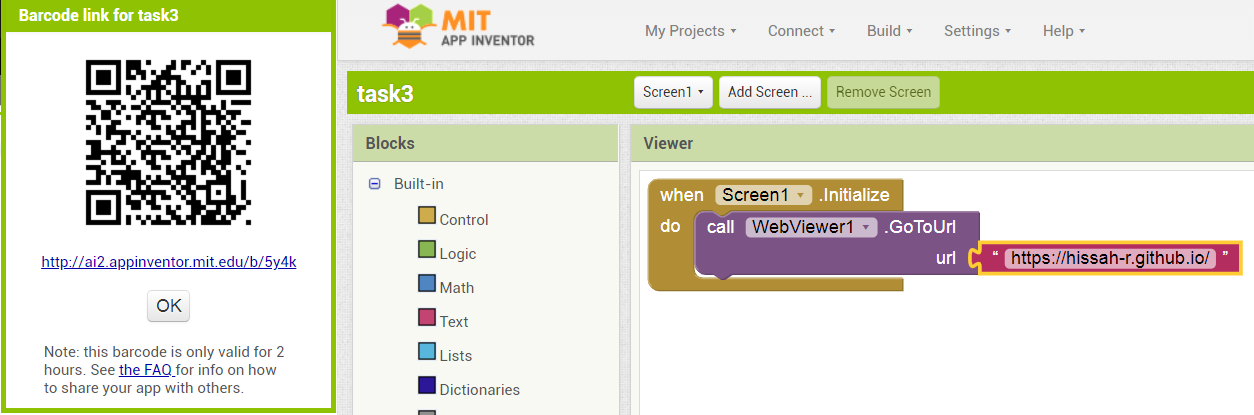 Barcode link for task3
http://ai2.appinventor.mit.edu/b/5y4k
OK
Note: this barcode is only valid for 2
hours. See the FAQ for info on how
to share your app with others.
MIT
APP INVENTOR
My Projects Connect Build Settings Help
task3
Screen1 Add Screen ... Remove Screen
Blocks
Built-in
Control
Logic
Math
Text
Lists
Dictionaries
Viewer
when Screen1 .Initialize
do call WebViewer1 .GoToUrl
url “ https://hissah-r.github.io/ ”